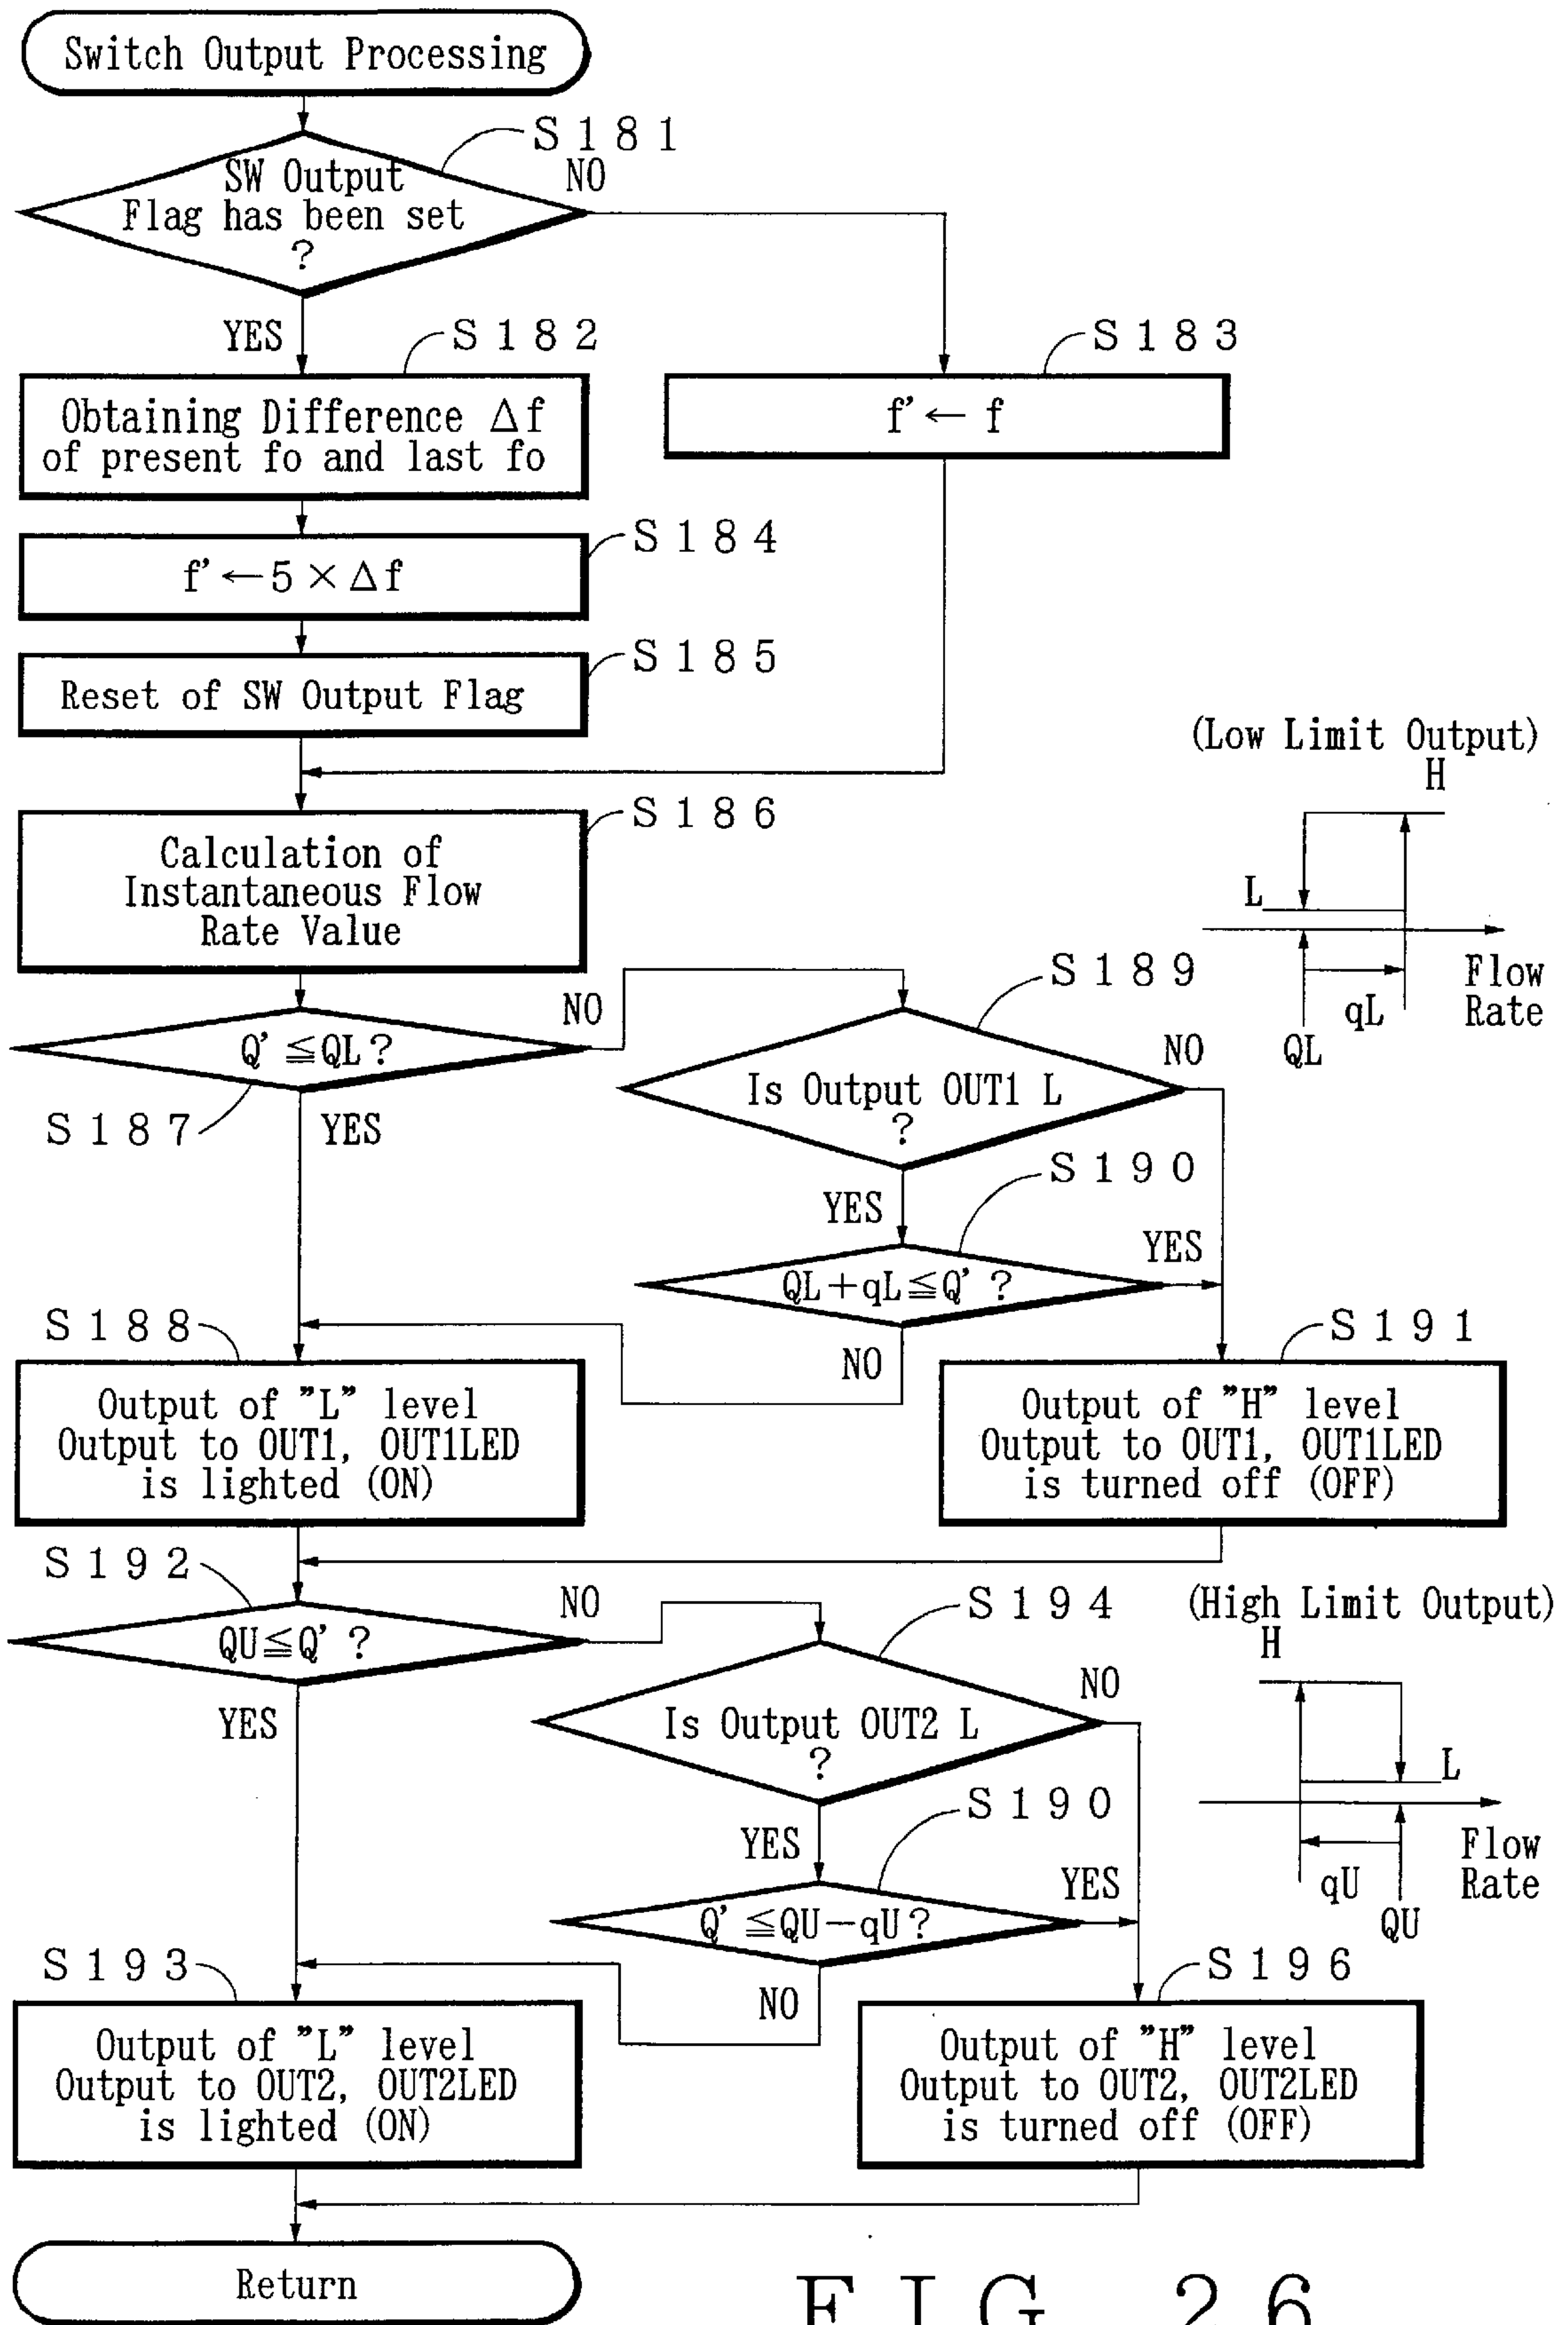 Switch Output Processing
S181
SW Output
Flag has been set
?
NO
YES
S182
S183
Obtaining Difference Δf
of present fo and last fo
f' ← f
S184
f' ← 5 × Δf
S185
Reset of SW Output Flag
(Low Limit Output)
H
L
Flow
Rate
qL
QL
S186
Calculation of
Instantaneous Flow
Rate Value
NO
S189
Q' ≦ QL ?
S187
YES
NO
Is Output OUT1 L
?
S190
YES
YES
QL+qL≦Q' ?
NO
S188
S191
Output of "L" level
Output to OUT1, OUT1LED
is lighted (ON)
Output of "H" level
Output to OUT1, OUT1LED
is turned off (OFF)
S192
NO
S194
QU≦Q' ?
YES
NO
Is Output OUT2 L
?
(High Limit Output)
H
L
Flow
Rate
qU
QU
S190
YES
YES
Q' ≦QU−qU?
NO
S193
S196
Output of "L" level
Output to OUT2, OUT2LED
is lighted (ON)
Output of "H" level
Output to OUT2, OUT2LED
is turned off (OFF)
Return
FIG. 26